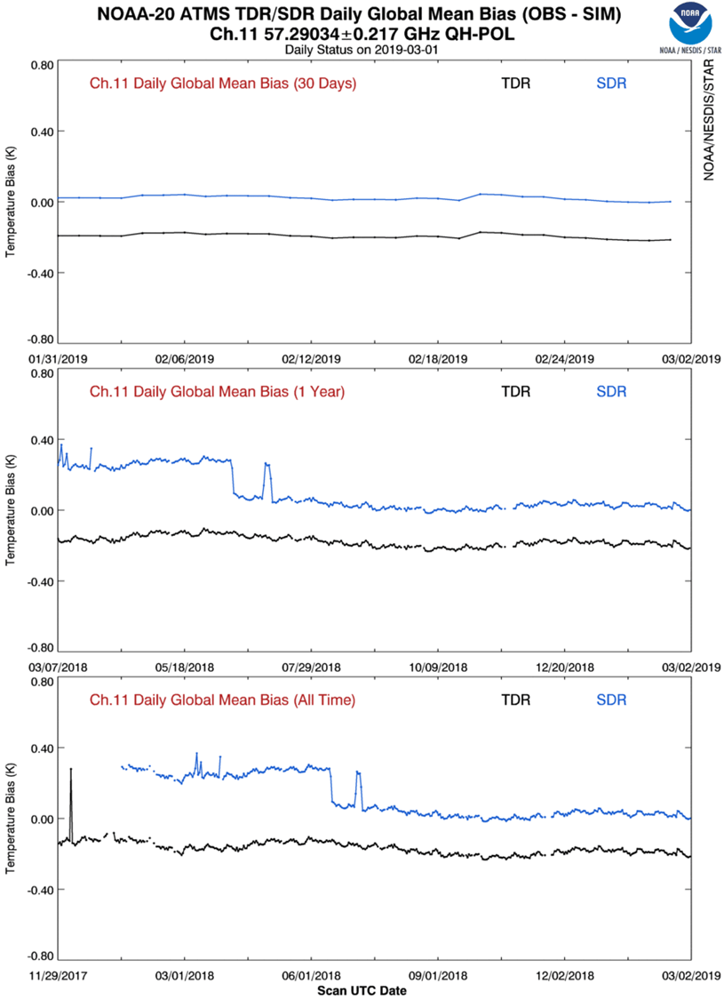 NOAA-20 ATMS TDR/SDR Daily Global Mean Bias (OBS - SIM)
Ch.11 57.29034±0.217 GHz QH-POL
Daily Status on 2019-03-01
NOAA
NOAA / NESDIS / STAR
NOAA/NESDIS/STAR
Ch.11 Daily Global Mean Bias (30 Days) TDR SDR
Temperature Bias (K)
0.80
0.40
0.00
-0.40
-0.80
01/31/2019 02/06/2019 02/12/2019 02/18/2019 02/24/2019 03/02/2019
Ch.11 Daily Global Mean Bias (1 Year) TDR SDR
Temperature Bias (K)
0.80
0.40
0.00
-0.40
-0.80
03/07/2018 05/18/2018 07/29/2018 10/09/2018 12/20/2018 03/02/2019
Ch.11 Daily Global Mean Bias (All Time) TDR SDR
Temperature Bias (K)
0.80
0.40
0.00
-0.40
-0.80
11/29/2017 03/01/2018 06/01/2018 09/01/2018 12/02/2018 03/02/2019
Scan UTC Date